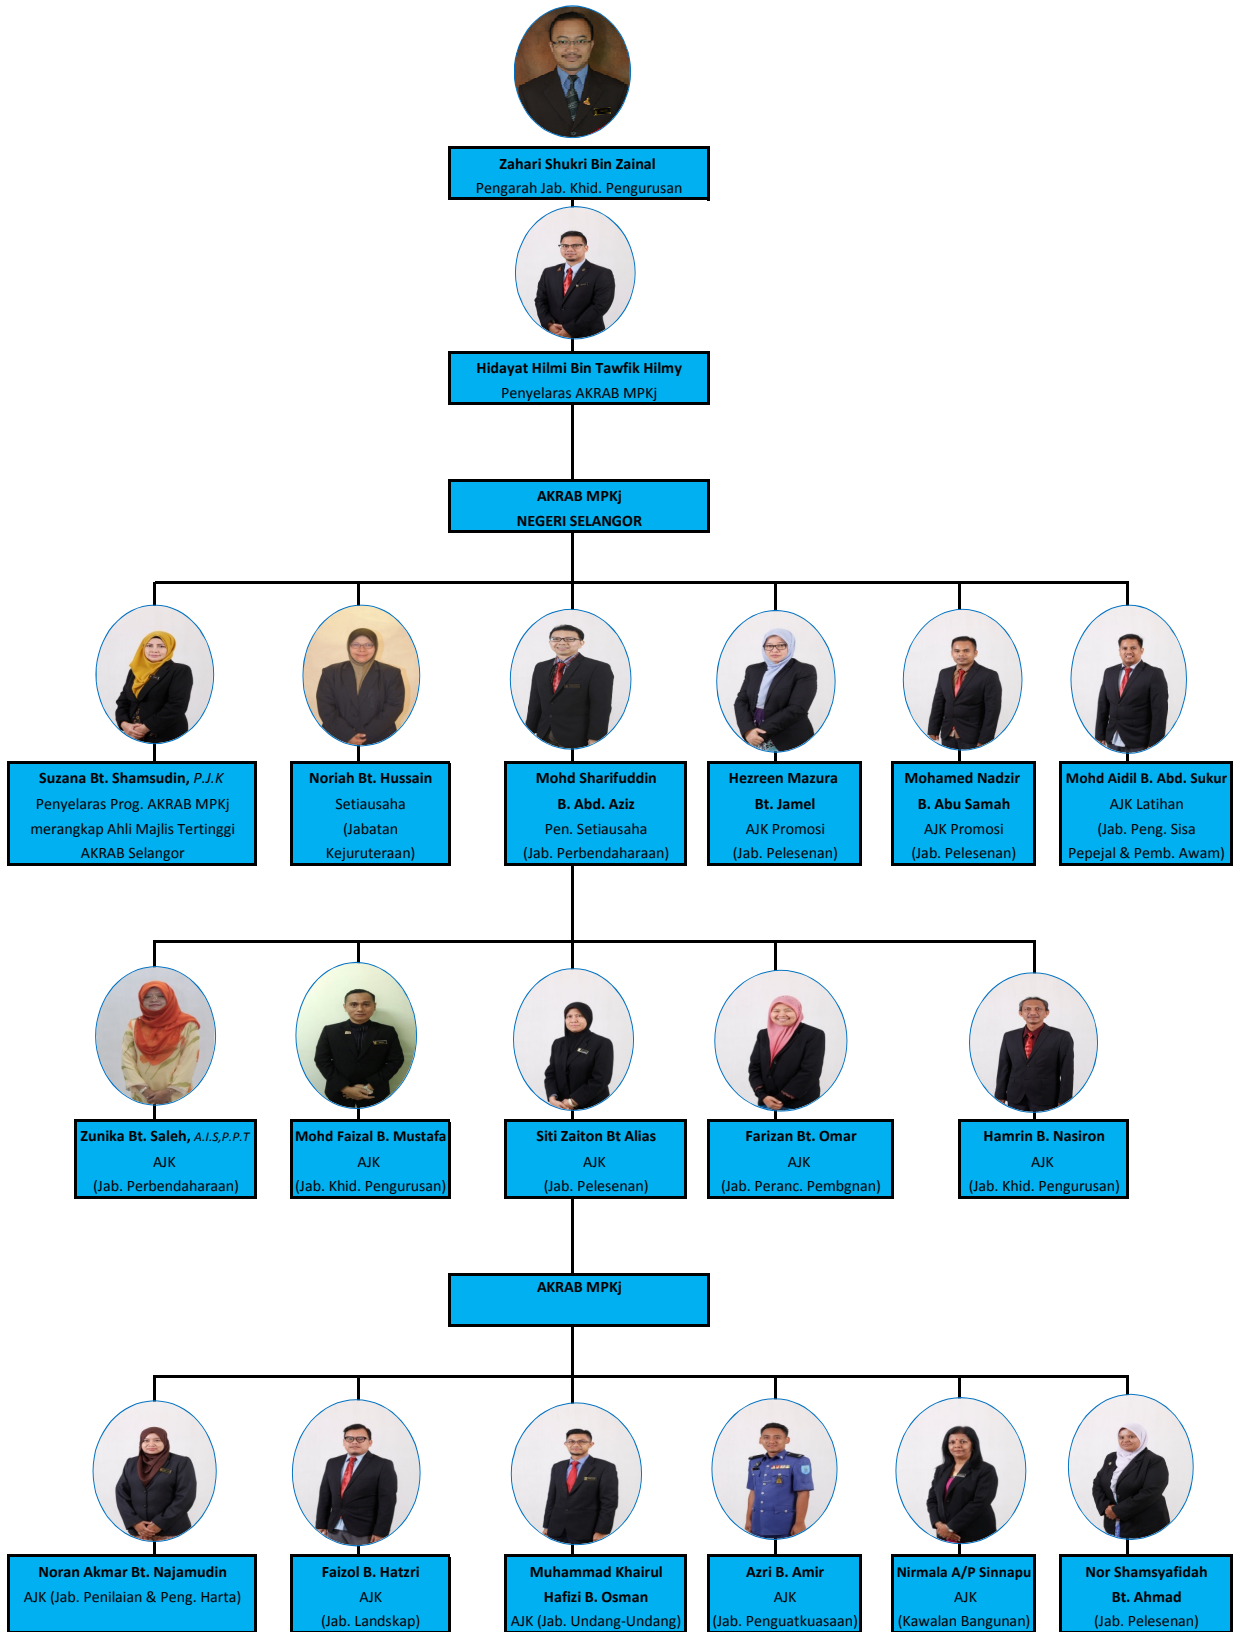 Zahari Shukri Bin Zainal
Pengarah Jab. Khid. Pengurusan
Hidayat Hilmi Bin Tawfik Hilmy
Penyelaras AKRAB MPKj
AKRAB MPKj
NEGERI SELANGOR
Suzana Bt. Shamsudin, P.J.K
Penyelaras Prog. AKRAB MPKj
merangkap Ahli Majlis Tertinggi
AKRAB Selangor
Noriah Bt. Hussain
Setiausaha
(Jabatan
Kejuruteraan)
Mohd Sharifuddin
B. Abd. Aziz
Pen. Setiausaha
(Jab. Perbendaharaan)
Hezreen Mazura
Bt. Jamel
AJK Promosi
(Jab. Pelesenan)
Mohamed Nadzir
B. Abu Samah
AJK Promosi
(Jab. Pelesenan)
Mohd Aidil B. Abd. Sukur
AJK Latihan
(Jab. Peng. Sisa
Pepejal & Pemb. Awam)
Zunika Bt. Saleh, A.I.S,P.P.T
AJK
(Jab. Perbendaharaan)
Mohd Faizal B. Mustafa
AJK
(Jab. Khid. Pengurusan)
Siti Zaiton Bt Alias
AJK
(Jab. Pelesenan)
Farizan Bt. Omar
AJK
(Jab. Peranc. Pembgnan)
Hamrin B. Nasiron
AJK
(Jab. Khid. Pengurusan)
AKRAB MPKj
Noran Akmar Bt. Najamudin
AJK (Jab. Penilaian & Peng. Harta)
Faizol B. Hatzri
AJK
(Jab. Landskap)
Muhammad Khairul
Hafizi B. Osman
AJK (Jab. Undang-Undang)
Azri B. Amir
AJK
(Jab. Penguatkuasaan)
Nirmala A/P Sinnapu
AJK
(Kawalan Bangunan)
Nor Shamsyafidah
Bt. Ahmad
(Jab. Pelesenan)